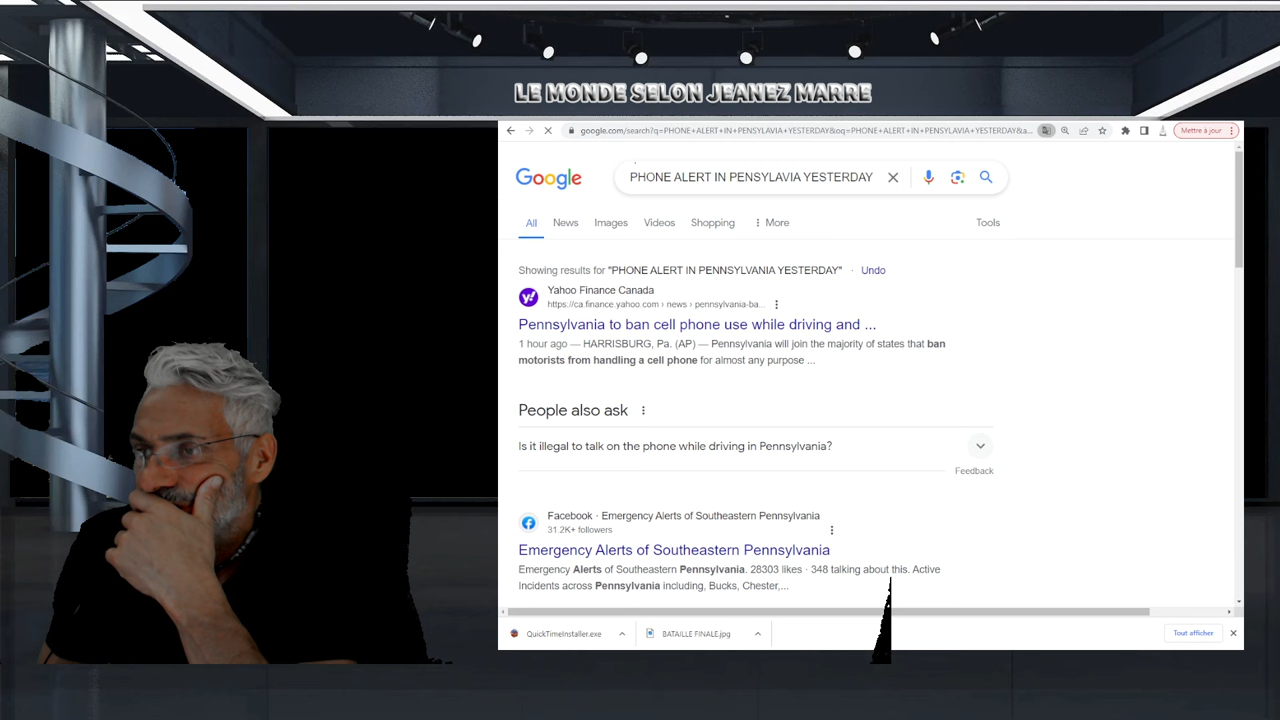 LE MONDE SELON JEANEZ MARRE
google.com/search?q=PHONE+ALERT+IN+PENSYLAVIA+YESTERDAY&oq=PHONE+ALERT+IN+PENSYLAVIA+YESTERDAY&a...
Mettre à jour
Google
PHONE ALERT IN PENSYLAVIA YESTERDAY
All News Images Videos Shopping More Tools
Showing results for "PHONE ALERT IN PENNSYLVANIA YESTERDAY" · Undo
Yahoo Finance Canada
https://ca.finance.yahoo.com › news › pennsylvania-ba...
Pennsylvania to ban cell phone use while driving and ...
1 hour ago — HARRISBURG, Pa. (AP) — Pennsylvania will join the majority of states that ban
motorists from handling a cell phone for almost any purpose ...
People also ask
Is it illegal to talk on the phone while driving in Pennsylvania?
Feedback
Facebook · Emergency Alerts of Southeastern Pennsylvania
31.2K+ followers
Emergency Alerts of Southeastern Pennsylvania
Emergency Alerts of Southeastern Pennsylvania. 28303 likes · 348 talking about this. Active
Incidents across Pennsylvania including, Bucks, Chester,...
QuickTimeInstaller.exe BATAILLE FINALE.jpg Tout afficher